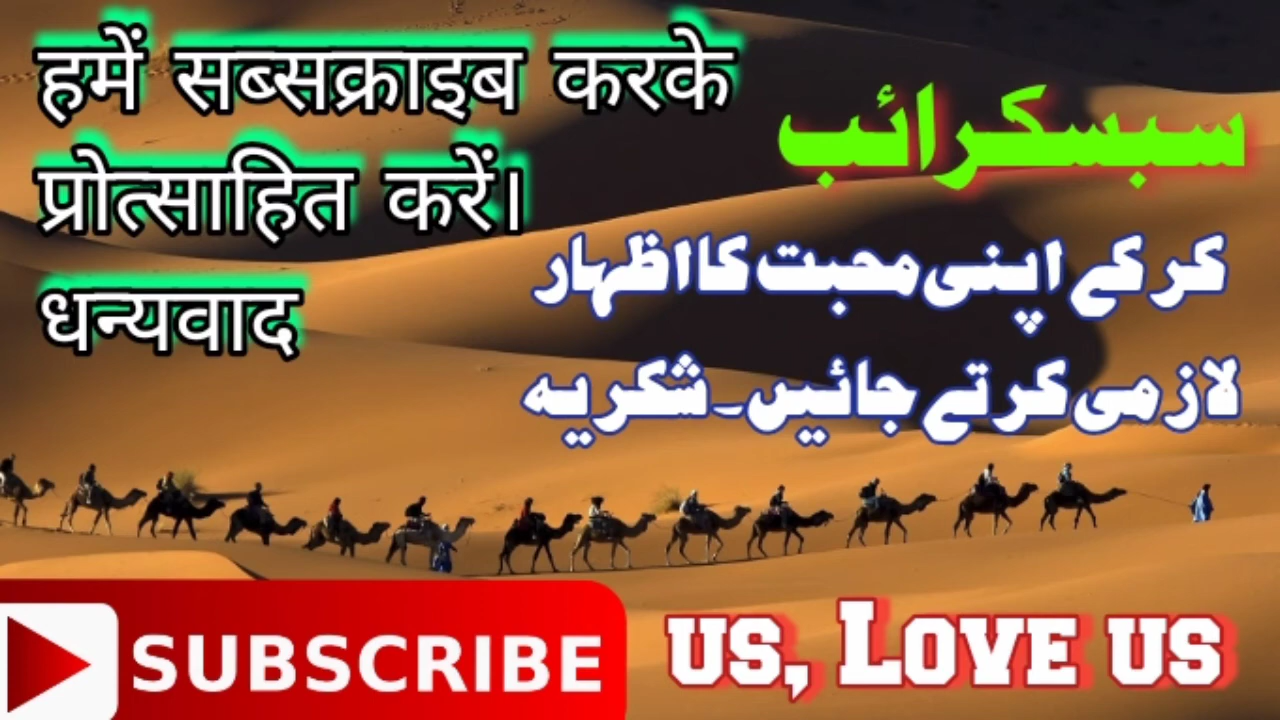 हमें सब्सक्राइब करके
प्रोत्साहित करें।
धन्यवाद
سبسکرائب
کر کے اپنی محبت کا اظہار
لازمی کرتے جائیں۔ شکریہ
SUBSCRIBE
US, LOVE US